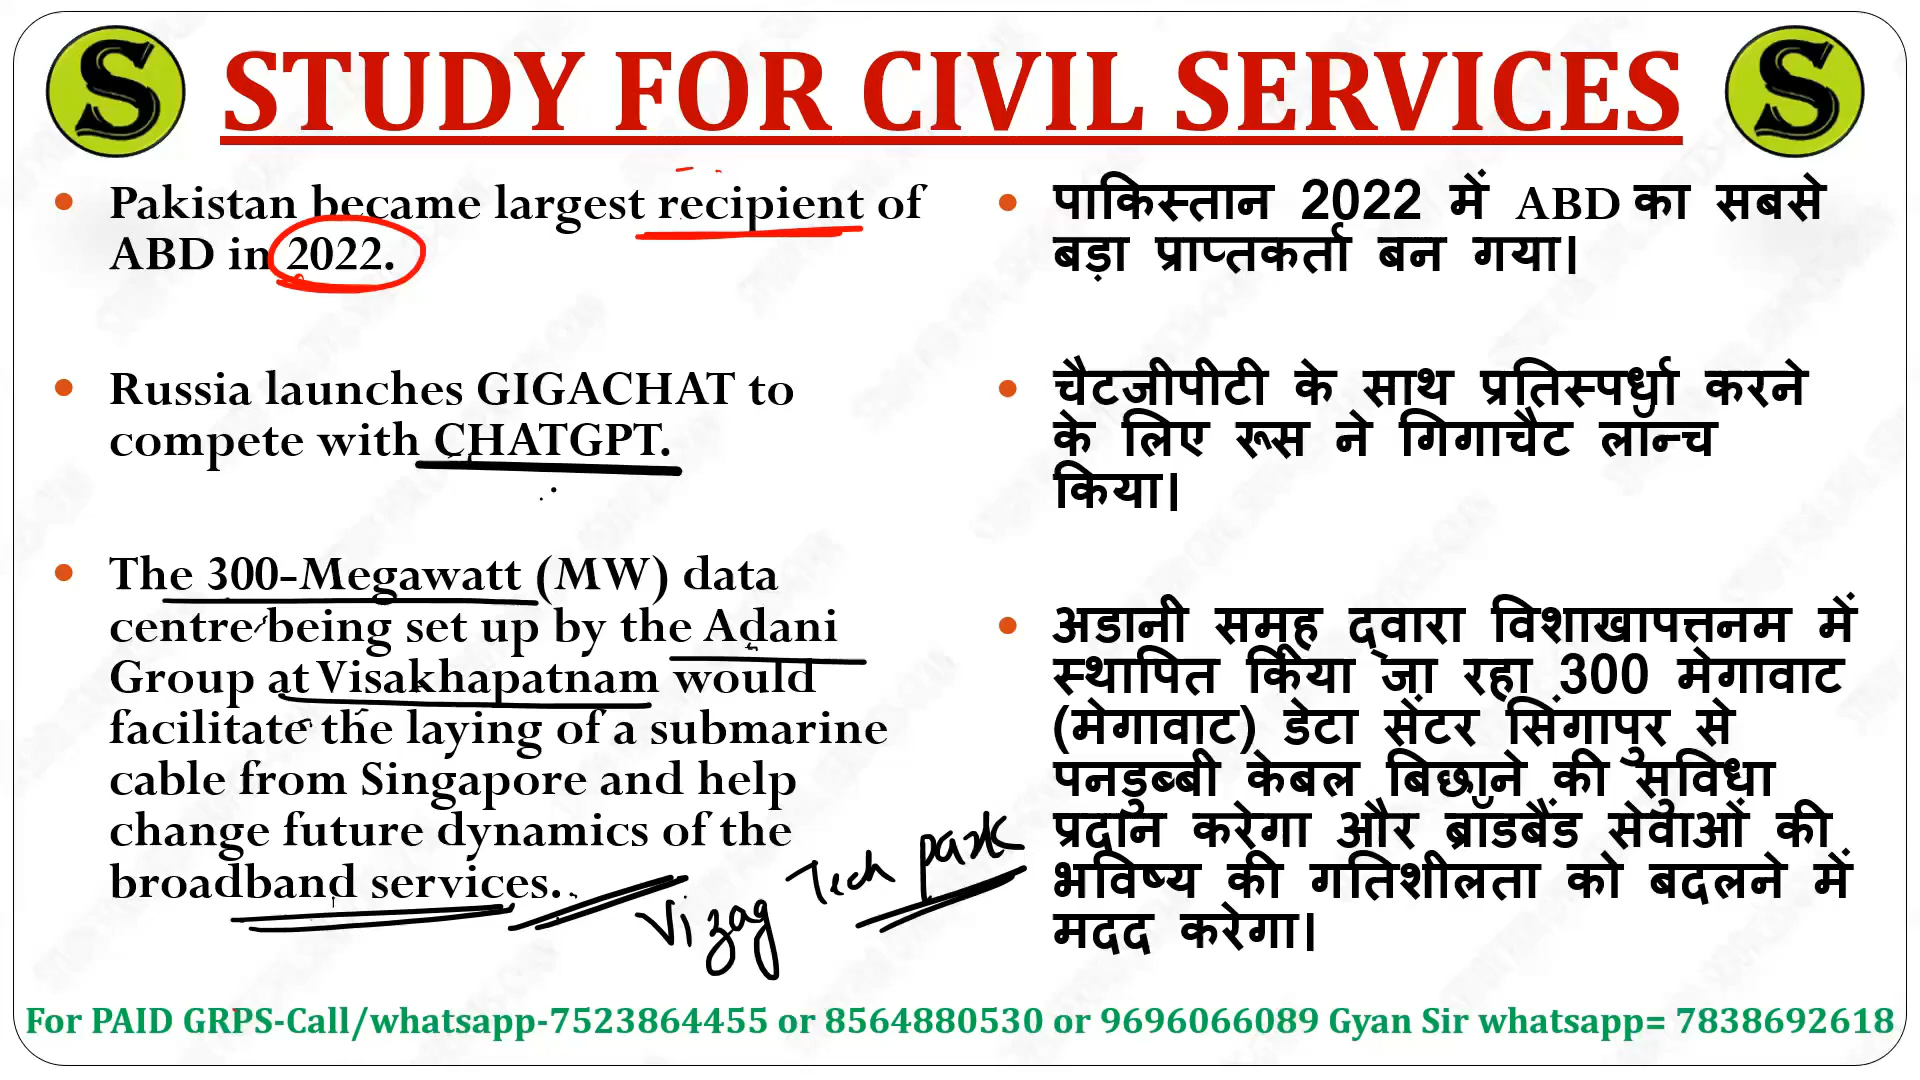 S STUDY FOR CIVIL SERVICES S
• Pakistan became largest recipient of
ABD in 2022.
• Russia launches GIGACHAT to
compete with CHATGPT.
• The 300-Megawatt (MW) data
centre being set up by the Adani
Group at Visakhapatnam would
facilitate the laying of a submarine
cable from Singapore and help
change future dynamics of the
broadband services.
Vizag Tech park
• पाकिस्तान 2022 में ABD का सबसे
बड़ा प्राप्तकर्ता बन गया।
• चैटजीपीटी के साथ प्रतिस्पर्धा करने
के लिए रूस ने गिगाचैट लॉन्च
किया।
• अडानी समूह द्वारा विशाखापत्तनम में
स्थापित किया जा रहा 300 मेगावाट
(मेगावाट) डेटा सेंटर सिंगापुर से
पनडुब्बी केबल बिछाने की सुविधा
प्रदान करेगा और ब्रॉडबैंड सेवाओं की
भविष्य की गतिशीलता को बदलने में
मदद करेगा।
For PAID GRPS-Call/whatsapp-7523864455 or 8564880530 or 9696066089 Gyan Sir whatsapp= 7838692618